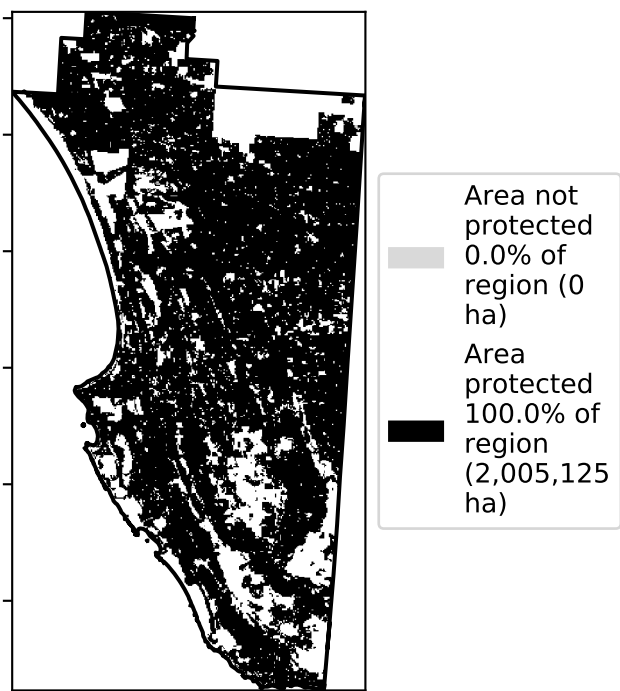 Area not
protected
0.0% of
region (0
ha)
Area
protected
100.0% of
region
(2,005,125
ha)